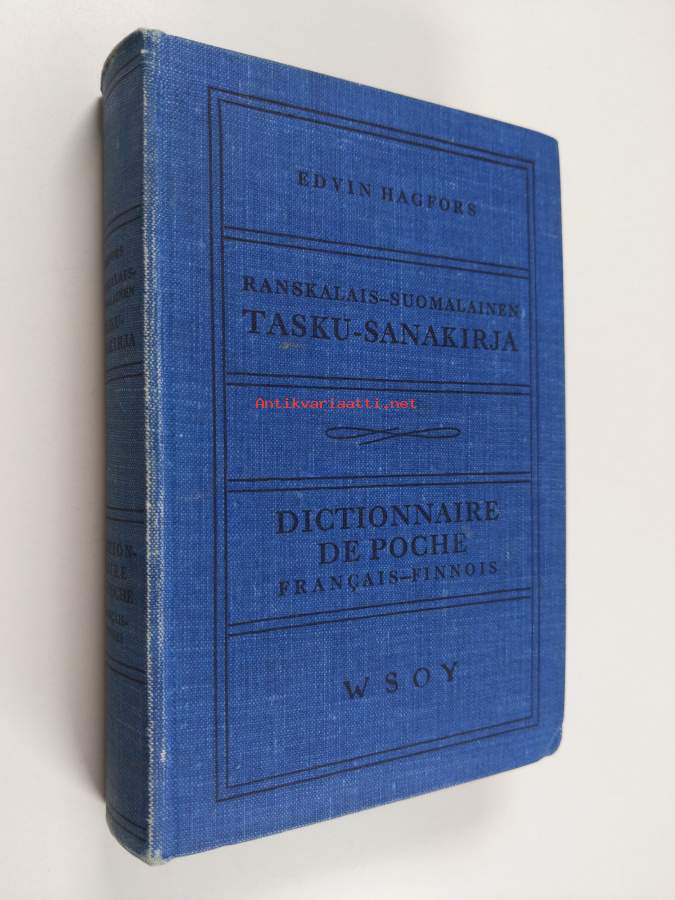 EDVIN HAGFORS
RANSKALAIS–SUOMALAINEN
TASKU-SANAKIRJA
Antikvariaatti.net
DICTIONNAIRE
DE POCHE
FRANÇAIS–FINNOIS
WSOY